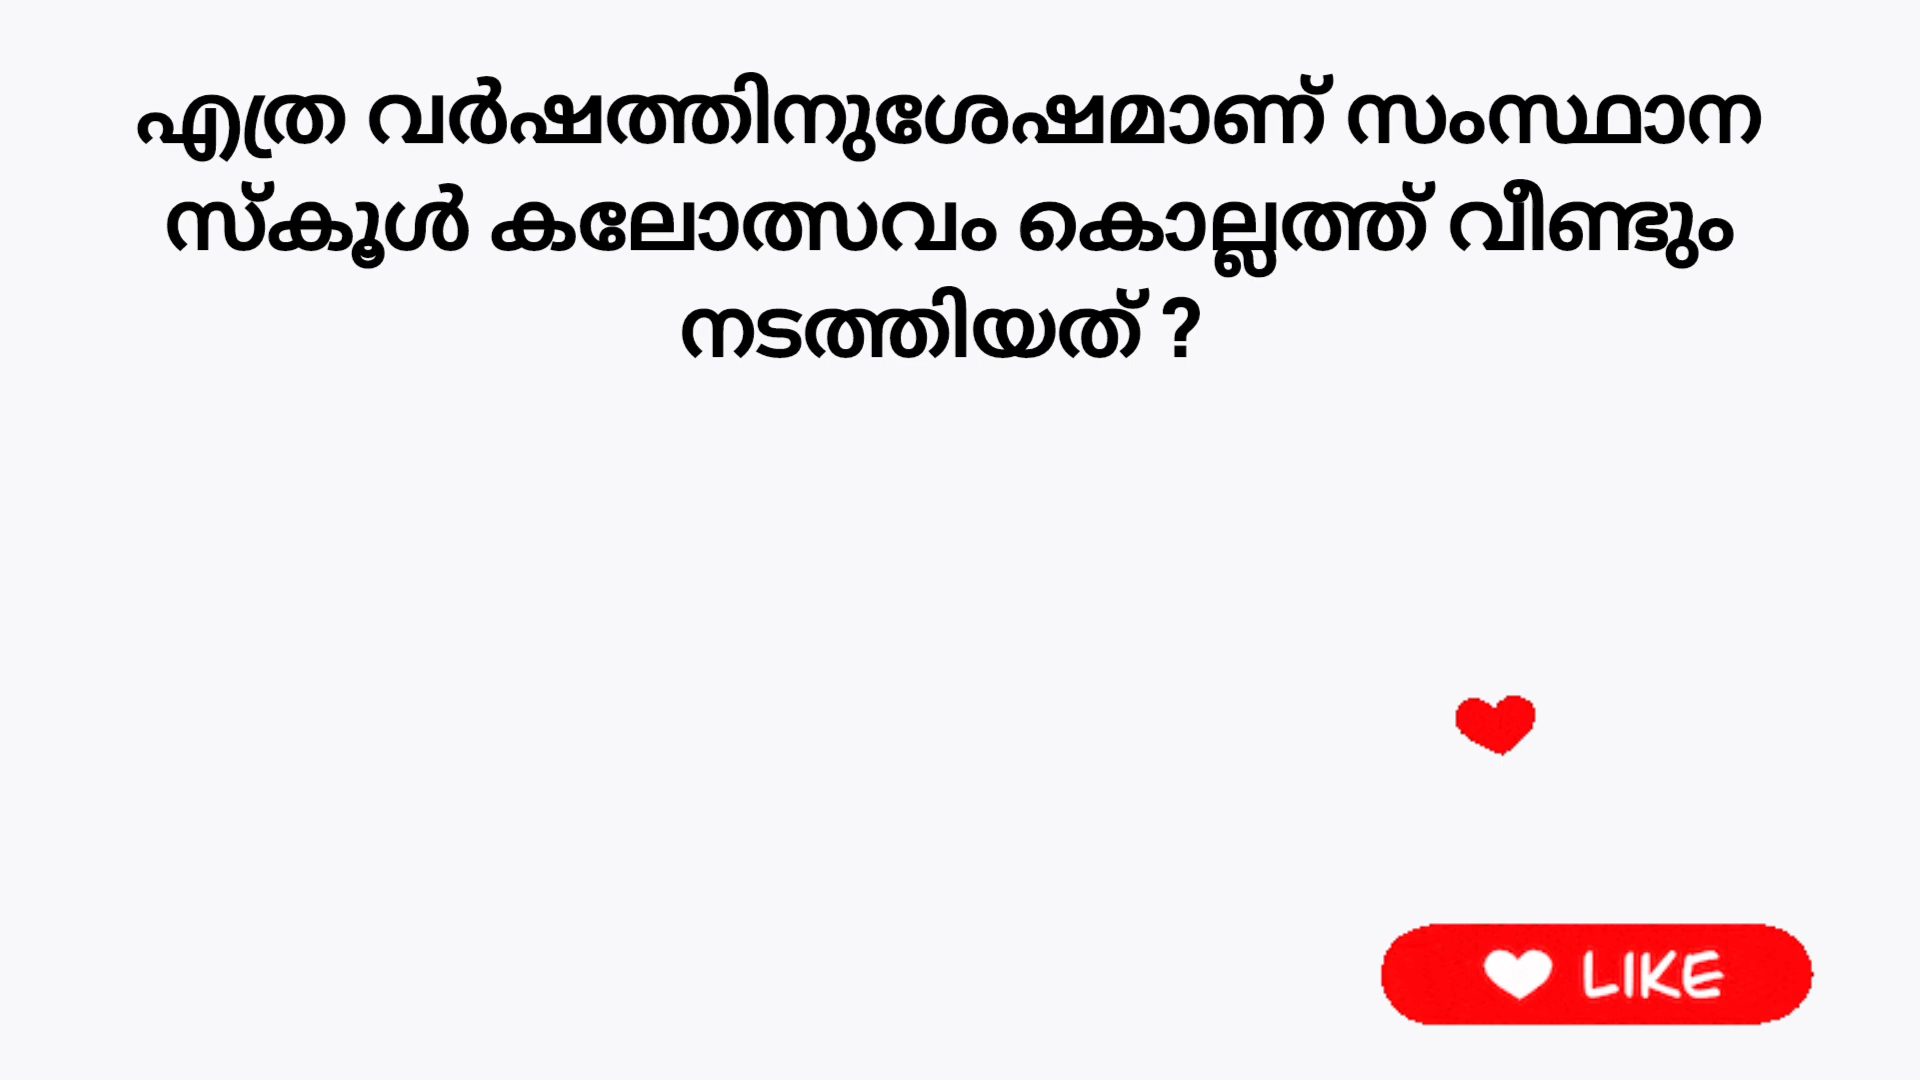 എത്ര വർഷത്തിനുശേഷമാണ് സംസ്ഥാന
സ്കൂൾ കലോത്സവം കൊല്ലത്ത് വീണ്ടും
നടത്തിയത് ?
LIKE